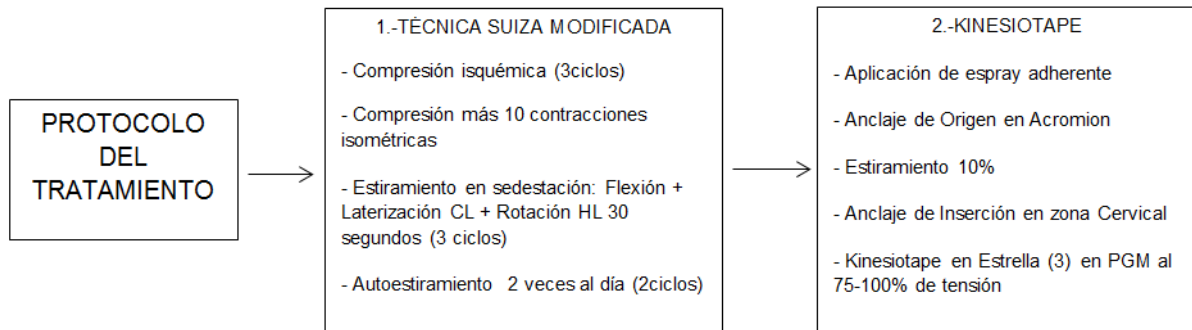 PROTOCOLO
DEL
TRATAMIENTO
1.-TÉCNICA SUIZA MODIFICADA
- Compresión isquémica (3ciclos)
- Compresión más 10 contracciones
isométricas
- Estiramiento en sedestación: Flexión +
Laterización CL + Rotación HL 30
segundos (3 ciclos)
- Autoestiramiento 2 veces al día (2ciclos)
2.-KINESIOTAPE
- Aplicación de espray adherente
- Anclaje de Origen en Acromion
- Estiramiento 10%
- Anclaje de Inserción en zona Cervical
- Kinesiotape en Estrella (3) en PGM al
75-100% de tensión